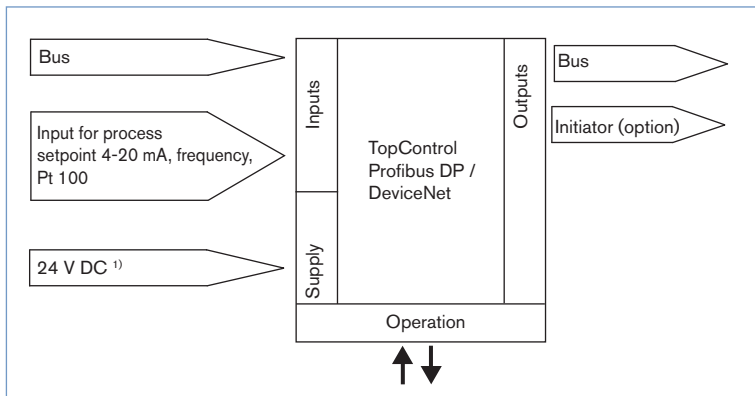 Bus
Input for process
setpoint 4-20 mA, frequency,
Pt 100
24 V DC 1)
Inputs
Supply
TopControl
Profibus DP /
DeviceNet
Outputs
Operation
Bus
Initiator (option)